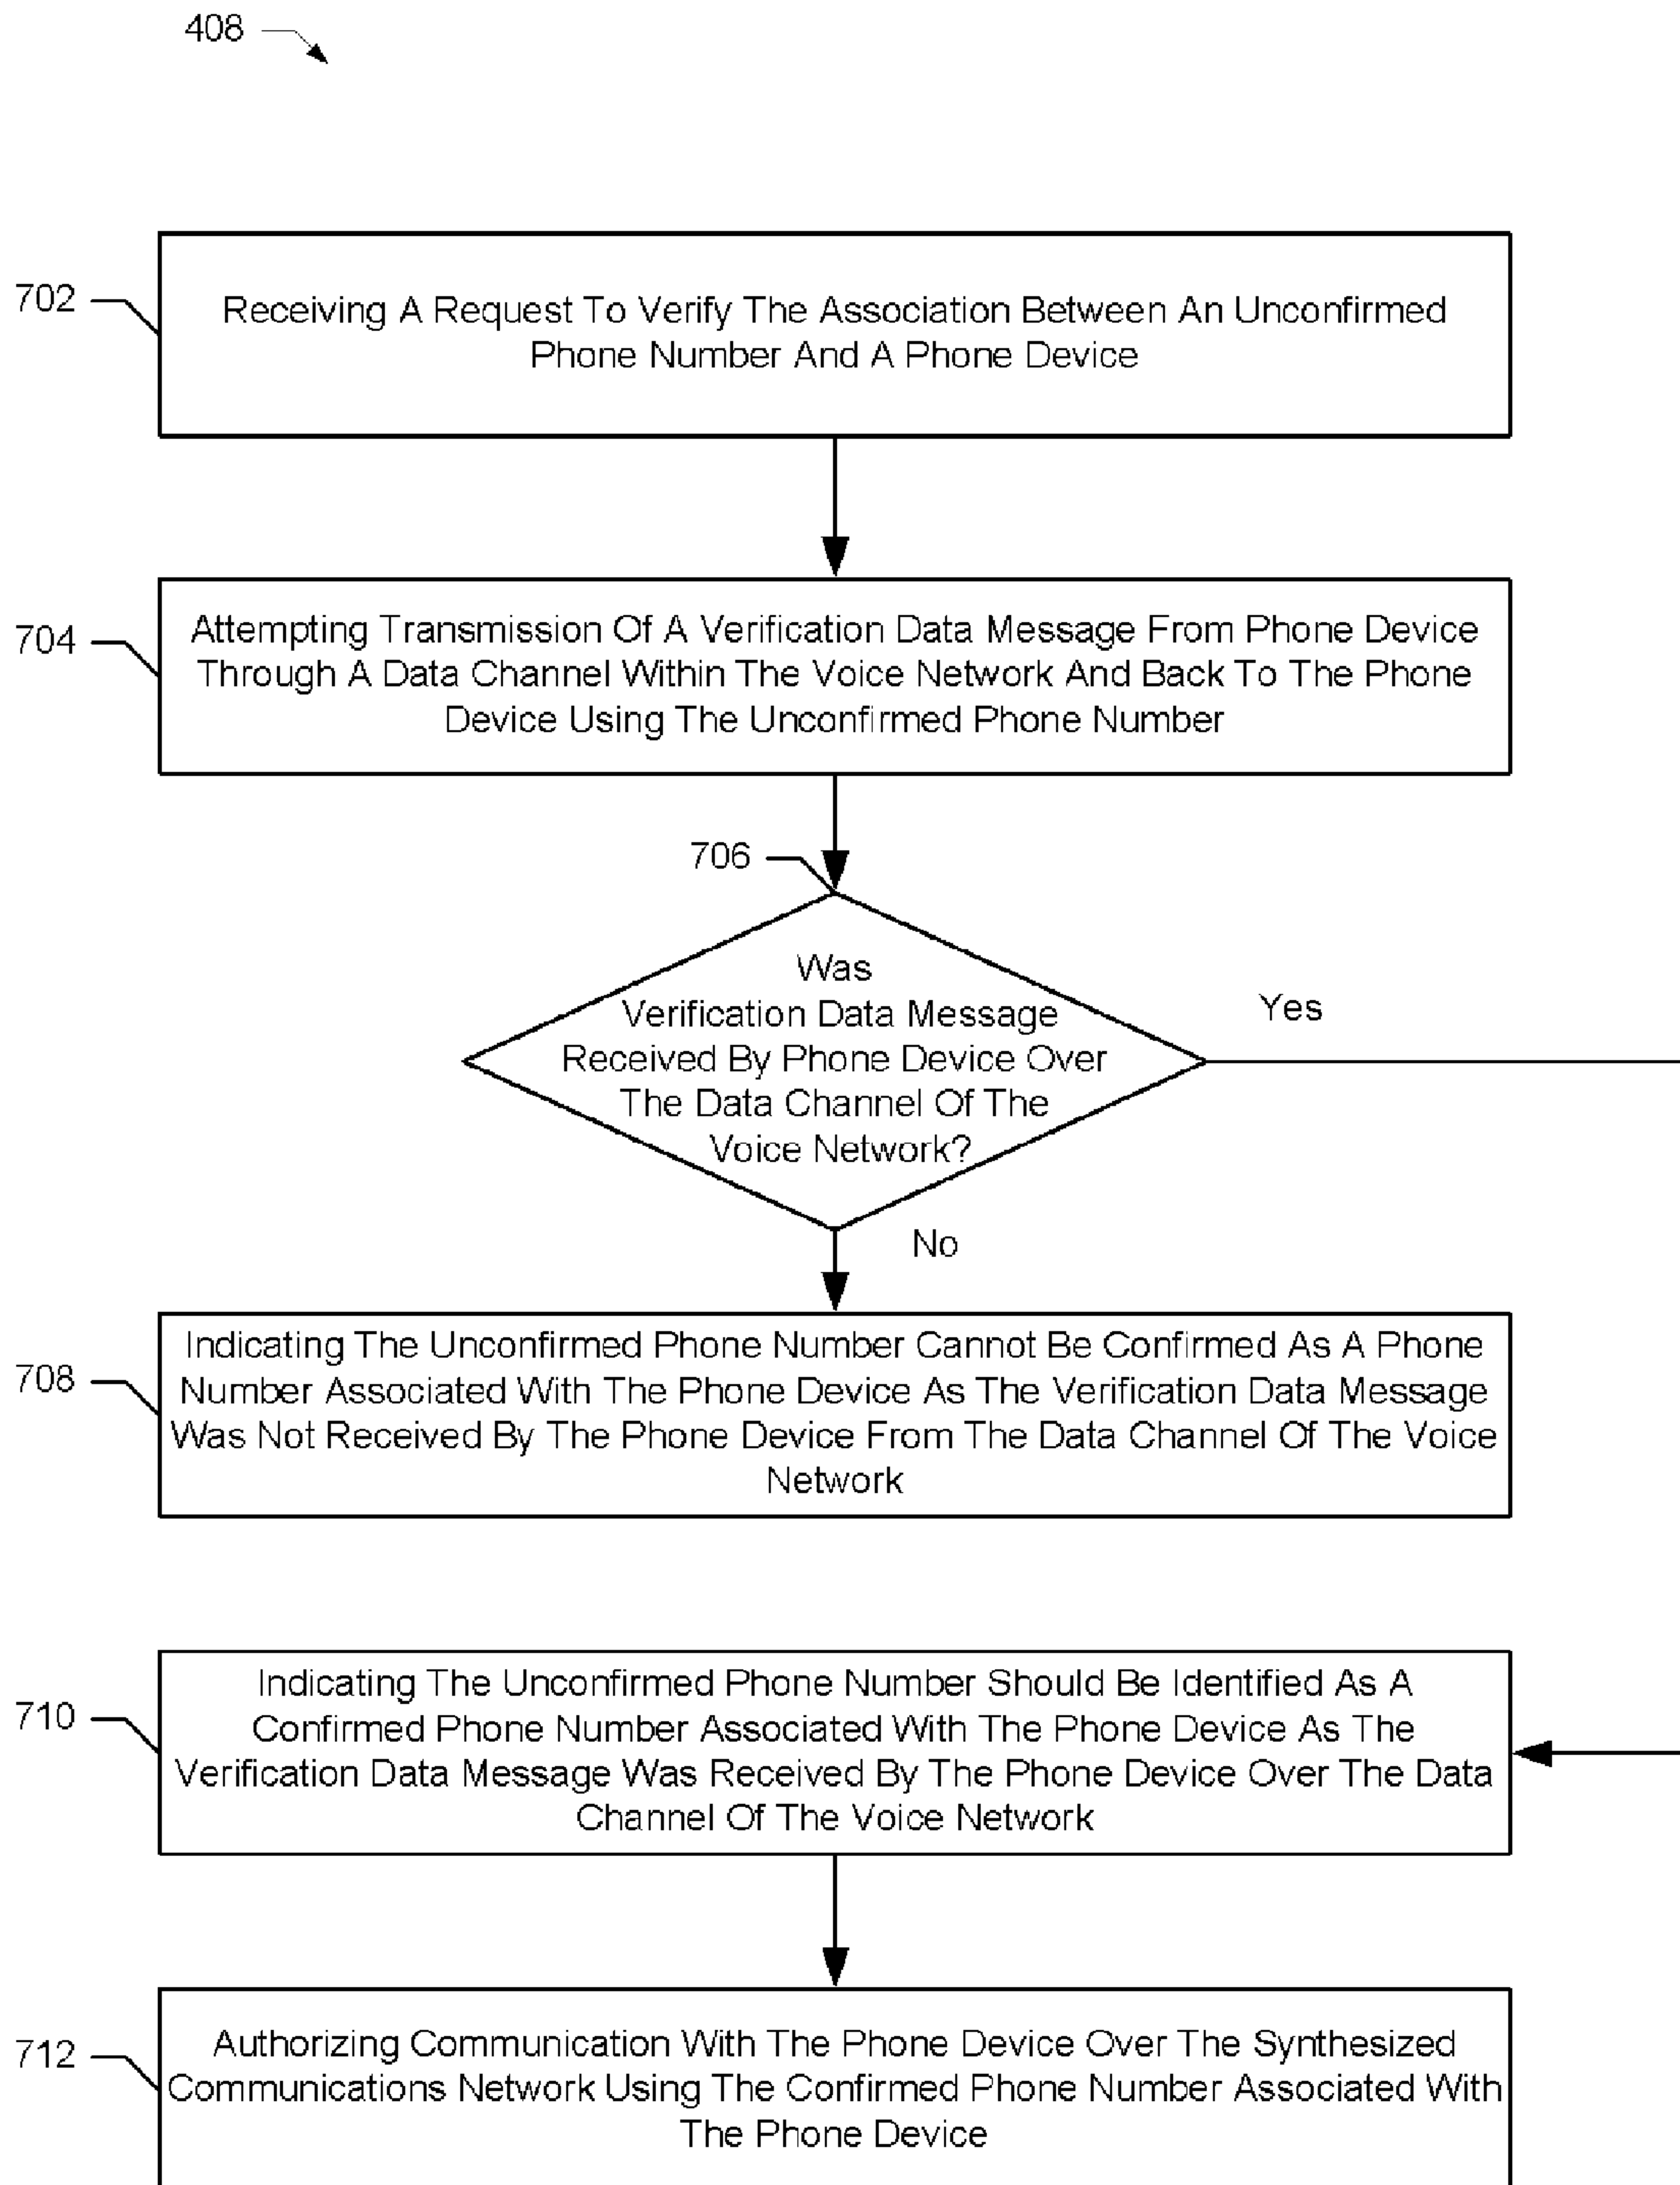 408
702
Receiving A Request To Verify The Association Between An Unconfirmed
Phone Number And A Phone Device
704
Attempting Transmission Of A Verification Data Message From Phone Device
Through A Data Channel Within The Voice Network And Back To The Phone
Device Using The Unconfirmed Phone Number
706
Was
Verification Data Message
Received By Phone Device Over
The Data Channel Of The
Voice Network?
Yes
No
708
Indicating The Unconfirmed Phone Number Cannot Be Confirmed As A Phone
Number Associated With The Phone Device As The Verification Data Message
Was Not Received By The Phone Device From The Data Channel Of The Voice
Network
710
Indicating The Unconfirmed Phone Number Should Be Identified As A
Confirmed Phone Number Associated With The Phone Device As The
Verification Data Message Was Received By The Phone Device Over The Data
Channel Of The Voice Network
712
Authorizing Communication With The Phone Device Over The Synthesized
Communications Network Using The Confirmed Phone Number Associated With
The Phone Device